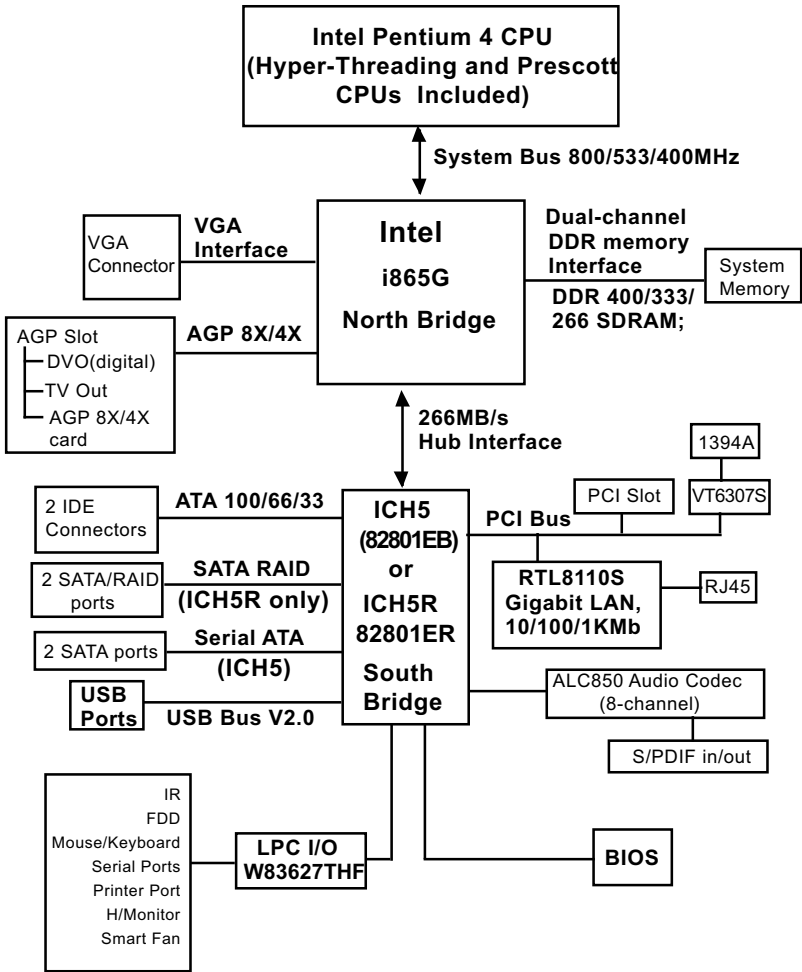 Intel Pentium 4 CPU
(Hyper-Threading and Prescott
CPUs Included)
System Bus 800/533/400MHz
VGA
Connector
VGA
Interface
Intel
i865G
North Bridge
Dual-channel
DDR memory
Interface
DDR 400/333/
266 SDRAM;
System
Memory
AGP Slot
DVO(digital)
TV Out
AGP 8X/4X
card
AGP 8X/4X
266MB/s
Hub Interface
1394A
2 IDE
Connectors
ATA 100/66/33
ICH5
(82801EB)
or
ICH5R
82801ER
South
Bridge
PCI Bus
PCI Slot
VT6307S
2 SATA/RAID
ports
SATA RAID
(ICH5R only)
RTL8110S
Gigabit LAN,
10/100/1KMb
RJ45
2 SATA ports
Serial ATA
(ICH5)
USB
Ports
USB Bus V2.0
ALC850 Audio Codec
(8-channel)
S/PDIF in/out
IR
FDD
Mouse/Keyboard
Serial Ports
Printer Port
H/Monitor
Smart Fan
LPC I/O
W83627THF
BIOS